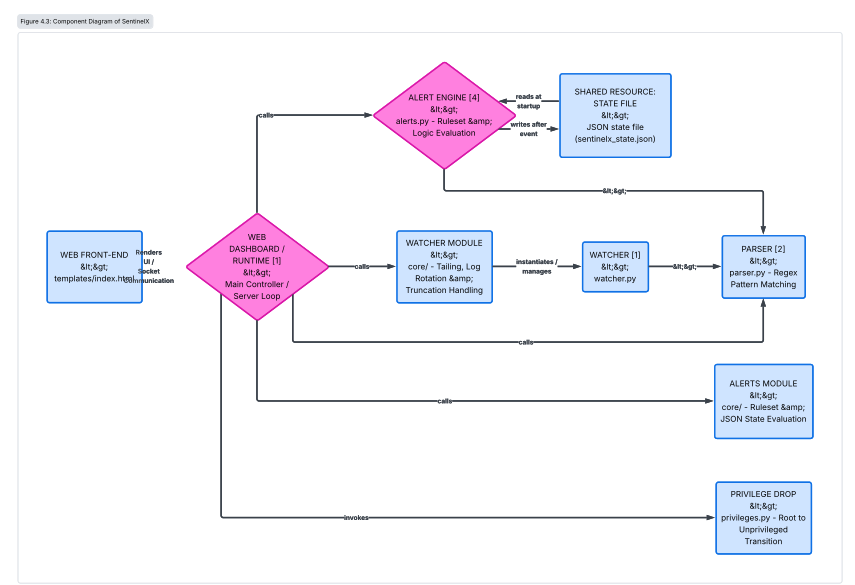 Figure 4.3: Component Diagram of SentinelX
ALERT ENGINE [4]
&lt;&gt;
alerts.py - Ruleset &amp;
Logic Evaluation
reads at
startup
writes after
event
SHARED RESOURCE:
STATE FILE
&lt;&gt;
JSON state file
(sentinelx_state.json)
calls
&lt;&gt;
WEB FRONT-END
&lt;&gt;
templates/index.html
Renders
UI /
Socket
Communication
WEB
DASHBOARD /
RUNTIME [1]
&lt;&gt;
Main Controller /
Server Loop
calls
WATCHER MODULE
&lt;&gt;
core/ - Tailing, Log
Rotation &amp;
Truncation Handling
instantiates /
manages
WATCHER [1]
&lt;&gt;
watcher.py
&lt;&gt;
PARSER [2]
&lt;&gt;
parser.py - Regex
Pattern Matching
calls
calls
ALERTS MODULE
&lt;&gt;
core/ - Ruleset &amp;
JSON State Evaluation
invokes
PRIVILEGE DROP
&lt;&gt;
privileges.py - Root to
Unprivileged
Transition